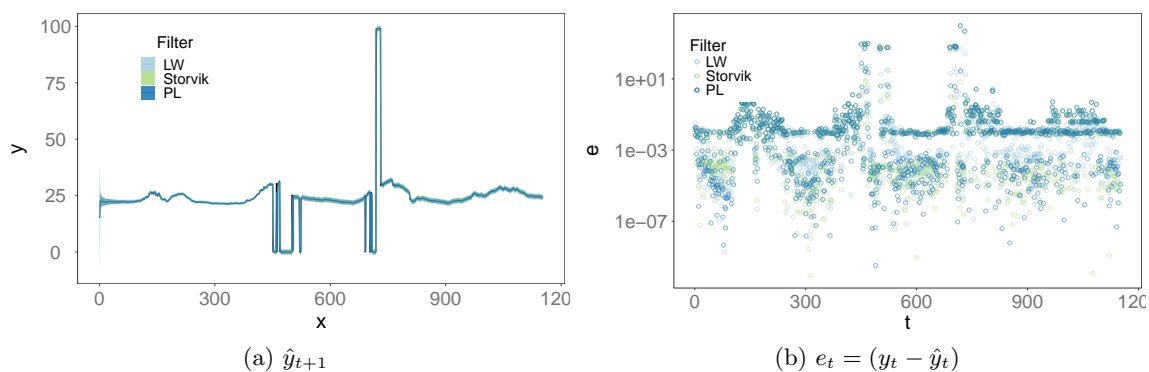 Filter
LW
Storvik
PL
100
75
50
25
0
y
0
300
600
900
120
x
(a) ŷ_{t+1}
Filter
LW
Storvik
PL
1e+01
1e−03
1e−07
e
0
300
600
900
120
t
(b) e_t = (y_t − ŷ_t)